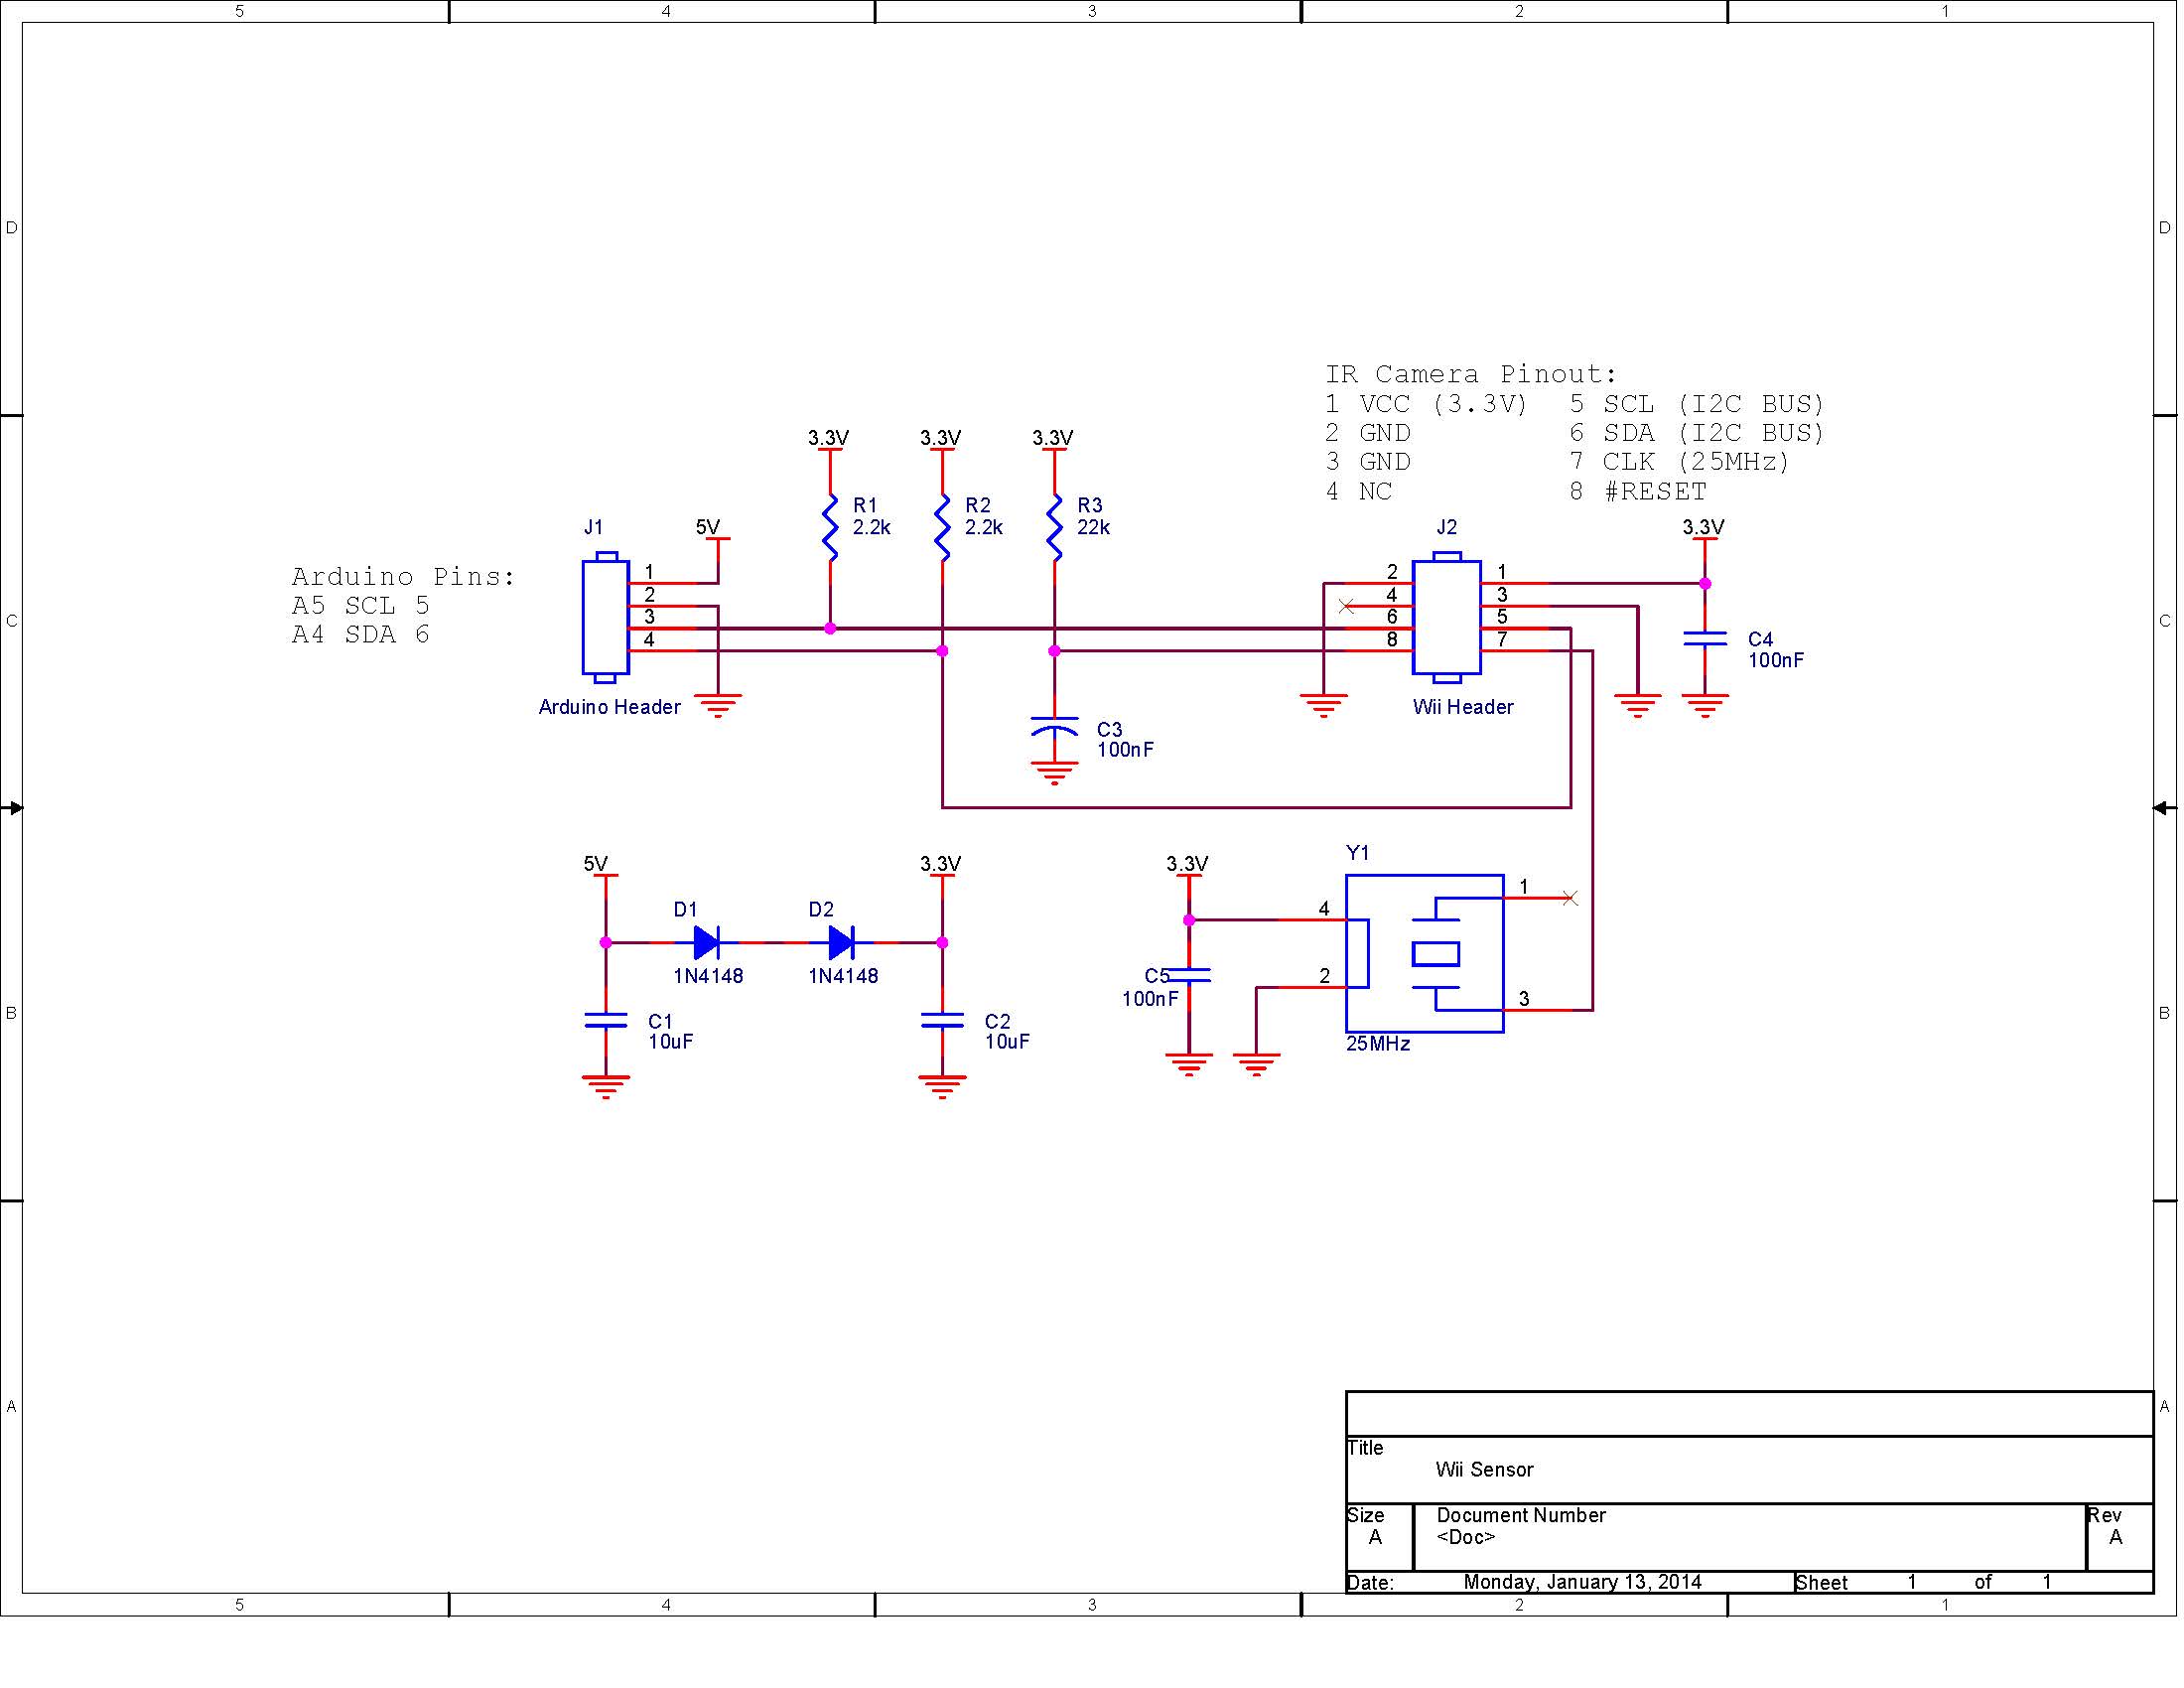 5 4 3 2 1
D D
IR Camera Pinout:
1 VCC (3.3V) 5 SCL (I2C BUS)
2 GND 6 SDA (I2C BUS)
3 GND 7 CLK (25MHz)
4 NC 8 #RESET
3.3V 3.3V 3.3V
R1 R2 R3
2.2k 2.2k 22k
J1 5V J2 3.3V
Arduino Pins:
A5 SCL 5
A4 SDA 6
1 2 1
2 4 3
3 6 5
4 8 7
C C
C4
100nF
Arduino Header Wii Header
C3
100nF
5V 3.3V 3.3V Y1
D1 D2
1N4148 1N4148
4 1
2 3
C5
100nF
B B
C1 C2
10uF 10uF
25MHz
A A
Title
Wii Sensor
Size Document Number Rev
A <Doc> A
Date: Monday, January 13, 2014 Sheet 1 of 1
5 4 3 2 1